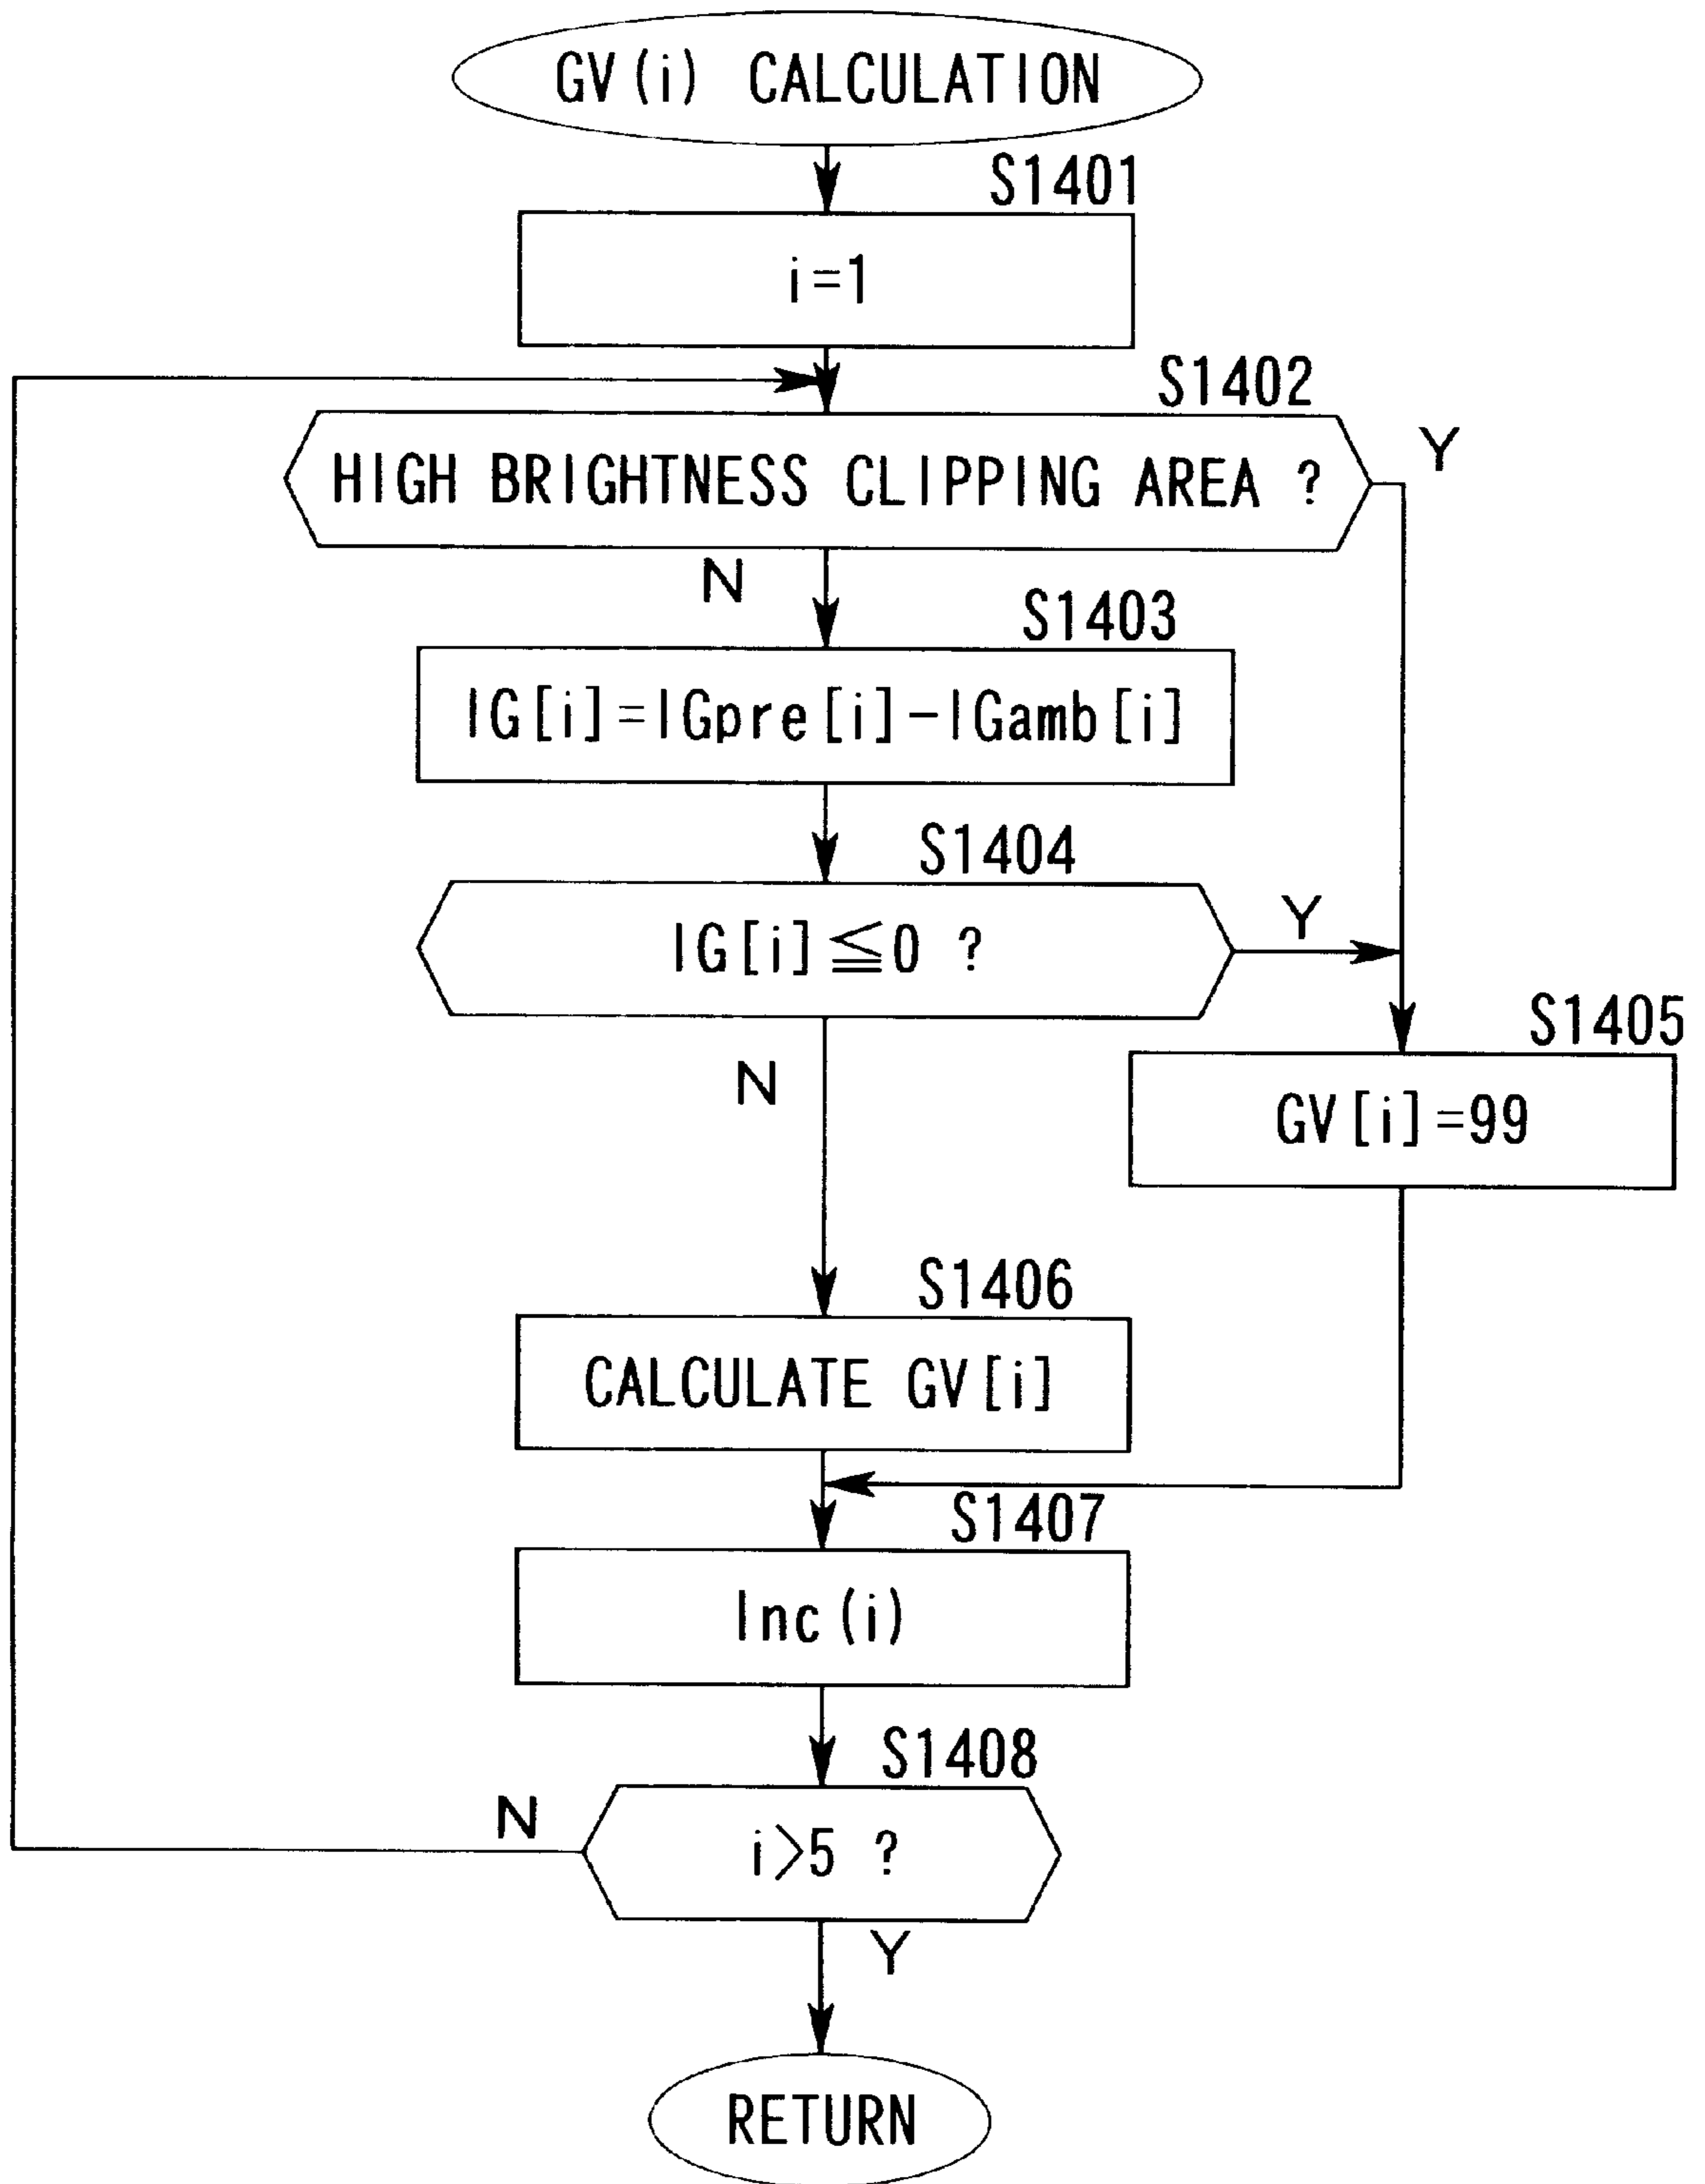 GV(i) CALCULATION
S1401
i=1
S1402
HIGH BRIGHTNESS CLIPPING AREA ?
Y
N
S1403
IG[i]=IGpre[i]-IGamb[i]
S1404
IG[i]≦0 ?
Y
N
S1405
GV[i]=99
S1406
CALCULATE GV[i]
S1407
Inc(i)
S1408
i>5 ?
N
Y
RETURN